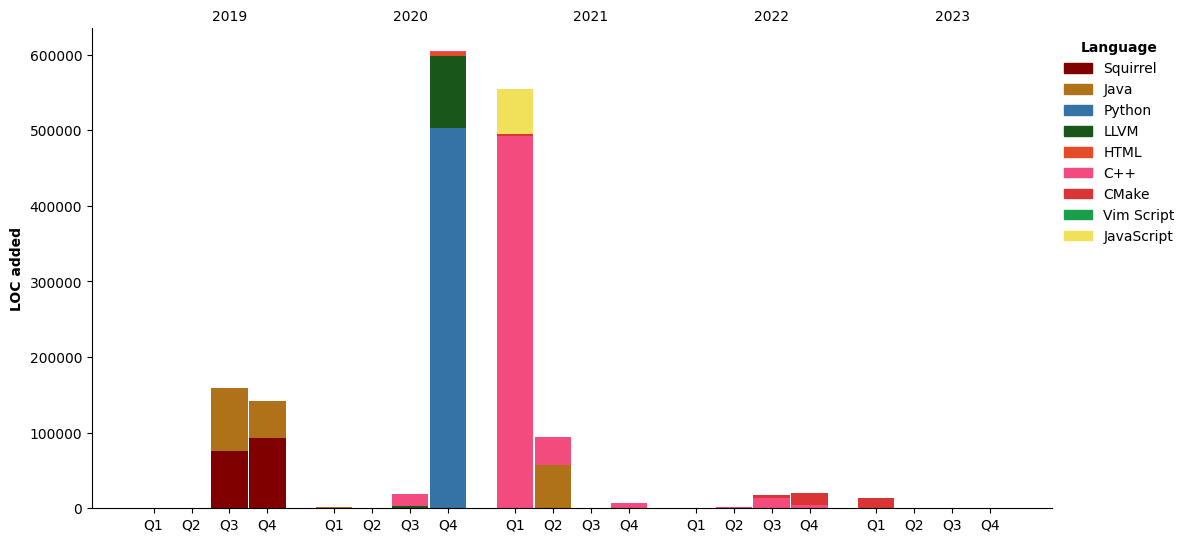 2019 2020 2021 2022 2023
Language
Squirrel
Java
Python
LLVM
HTML
C++
CMake
Vim Script
JavaScript
LOC added
600000
500000
400000
300000
200000
100000
0
Q1 Q2 Q3 Q4 Q1 Q2 Q3 Q4 Q1 Q2 Q3 Q4 Q1 Q2 Q3 Q4 Q1 Q2 Q3 Q4